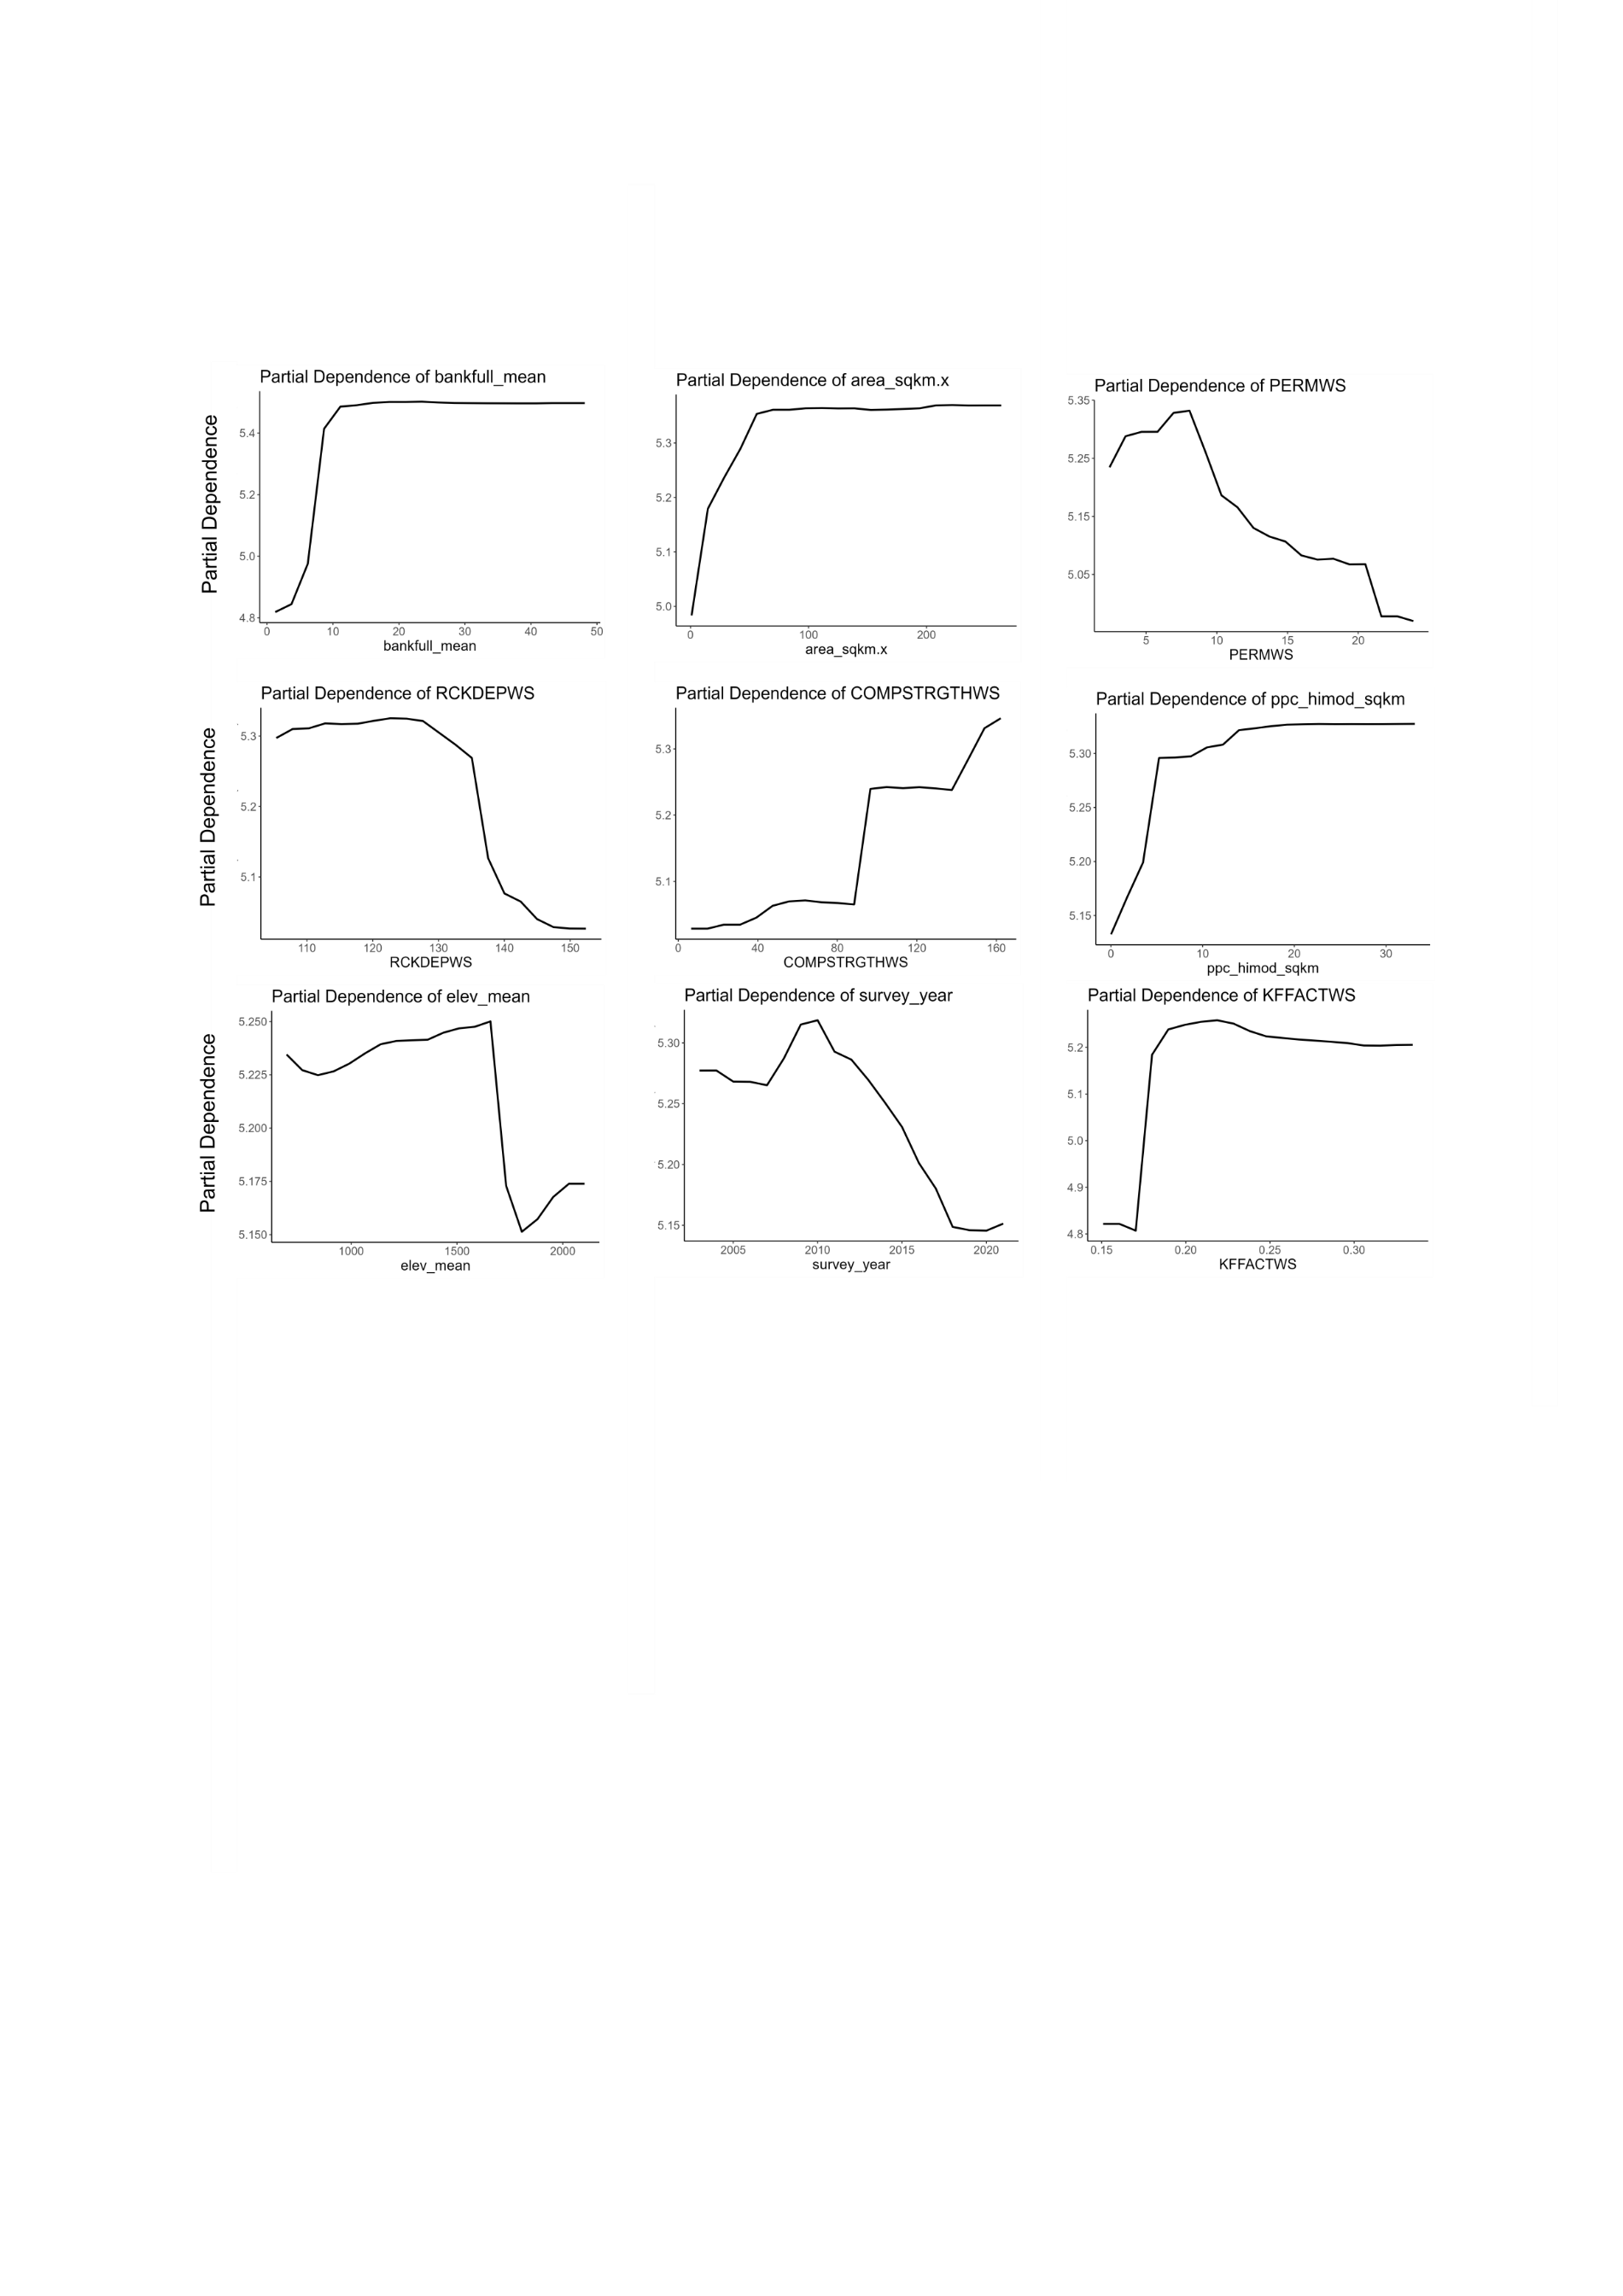 Partial Dependence of bankfull_mean
Partial Dependence
5.4
5.2
5.0
4.8
0 10 20 30 40 50
bankfull_mean
Partial Dependence of area_sqkm.x
5.3
5.2
5.1
5.0
0 100 200
area_sqkm.x
Partial Dependence of PERMWS
5.35
5.25
5.15
5.05
5 10 15 20
PERMWS
Partial Dependence of RCKDEPWS
Partial Dependence
5.3
5.2
5.1
110 120 130 140 150
RCKDEPWS
Partial Dependence of COMPSTRGTHWS
5.3
5.2
5.1
0 40 80 120 160
COMPSTRGTHWS
Partial Dependence of ppc_himod_sqkm
5.30
5.25
5.20
5.15
0 10 20 30
ppc_himod_sqkm
Partial Dependence of elev_mean
Partial Dependence
5.250
5.225
5.200
5.175
5.150
1000 1500 2000
elev_mean
Partial Dependence of survey_year
5.30
5.25
5.20
5.15
2005 2010 2015 2020
survey_year
Partial Dependence of KFFACTWS
5.2
5.1
5.0
4.9
4.8
0.15 0.20 0.25 0.30
KFFACTWS